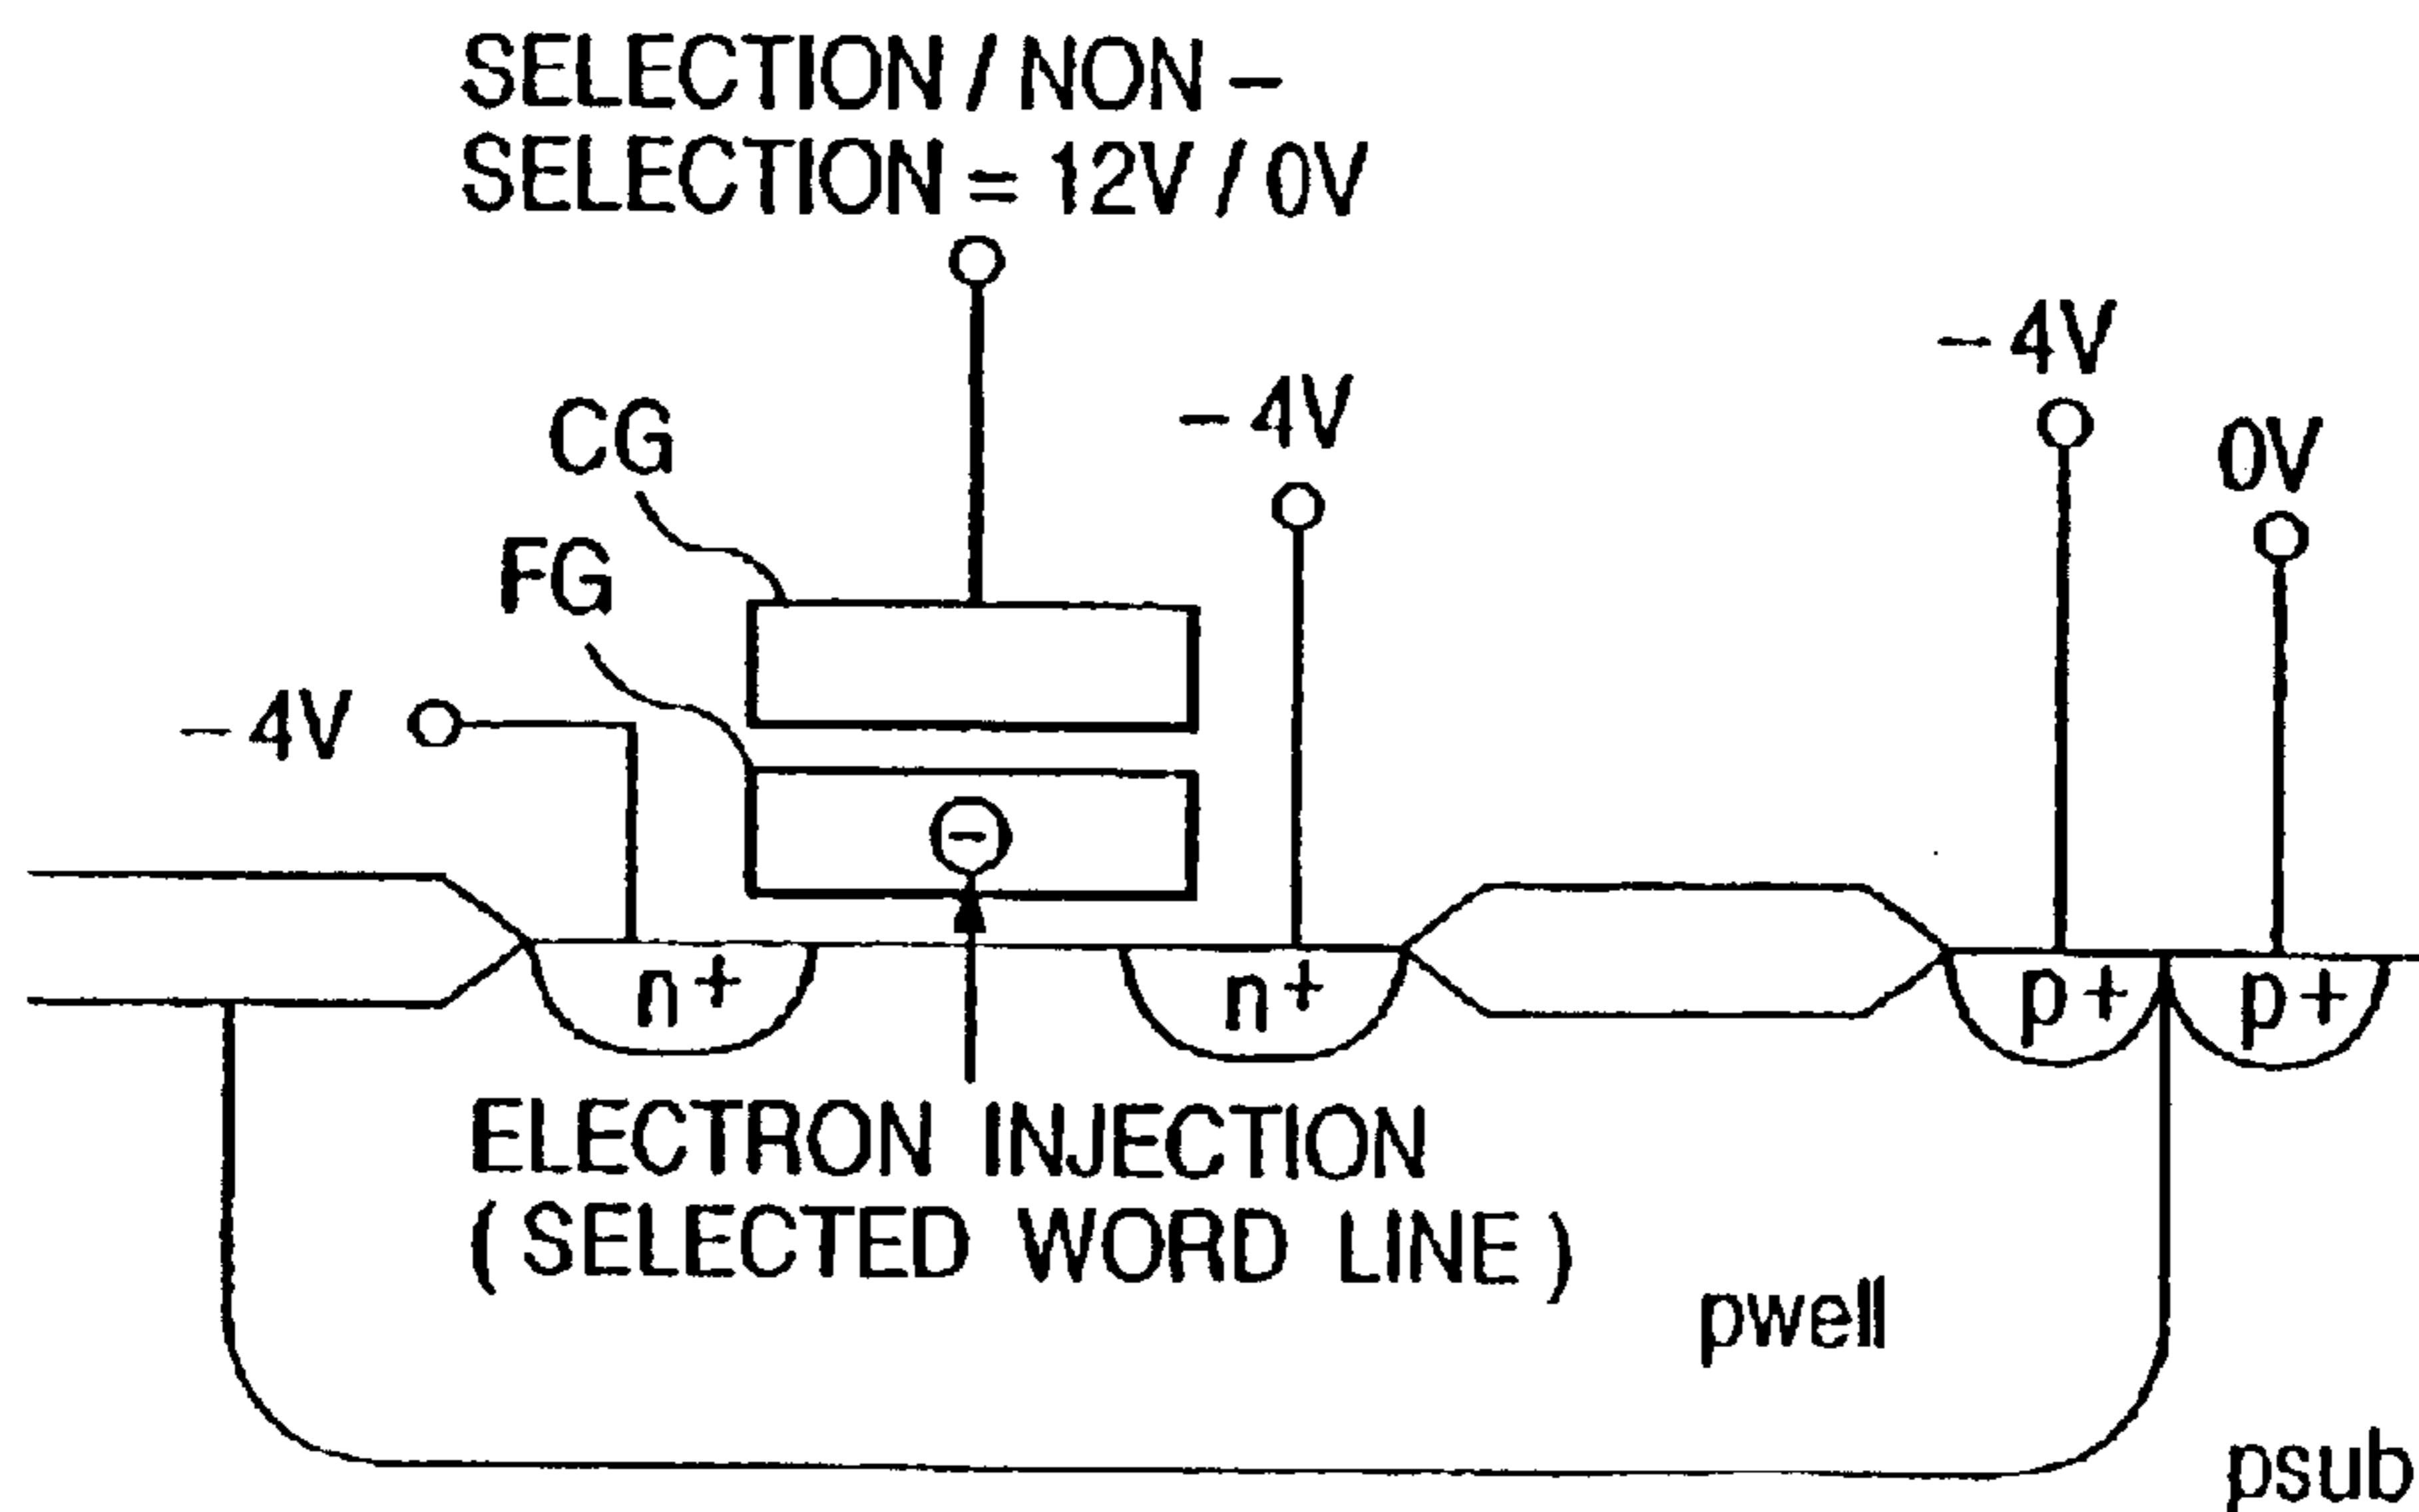 SELECTION / NON -
SELECTION = 12V / 0V
- 4V
- 4V
0V
CG
FG
- 4V
-
n+
n+
p+
p+
ELECTRON INJECTION
( SELECTED WORD LINE )
pwell
psub